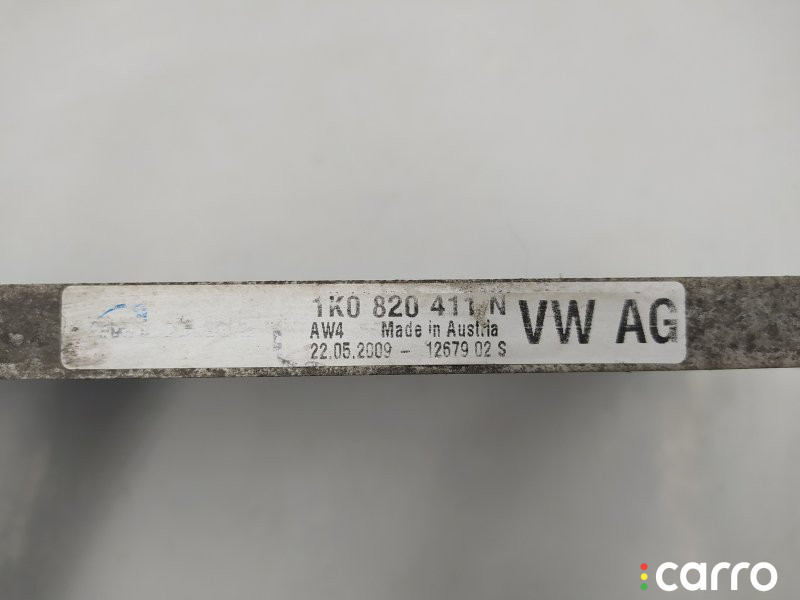 1K0 820 411 N
AW4 Made in Austria
22.05.2009 - 12679 02 S
VW AG
carro